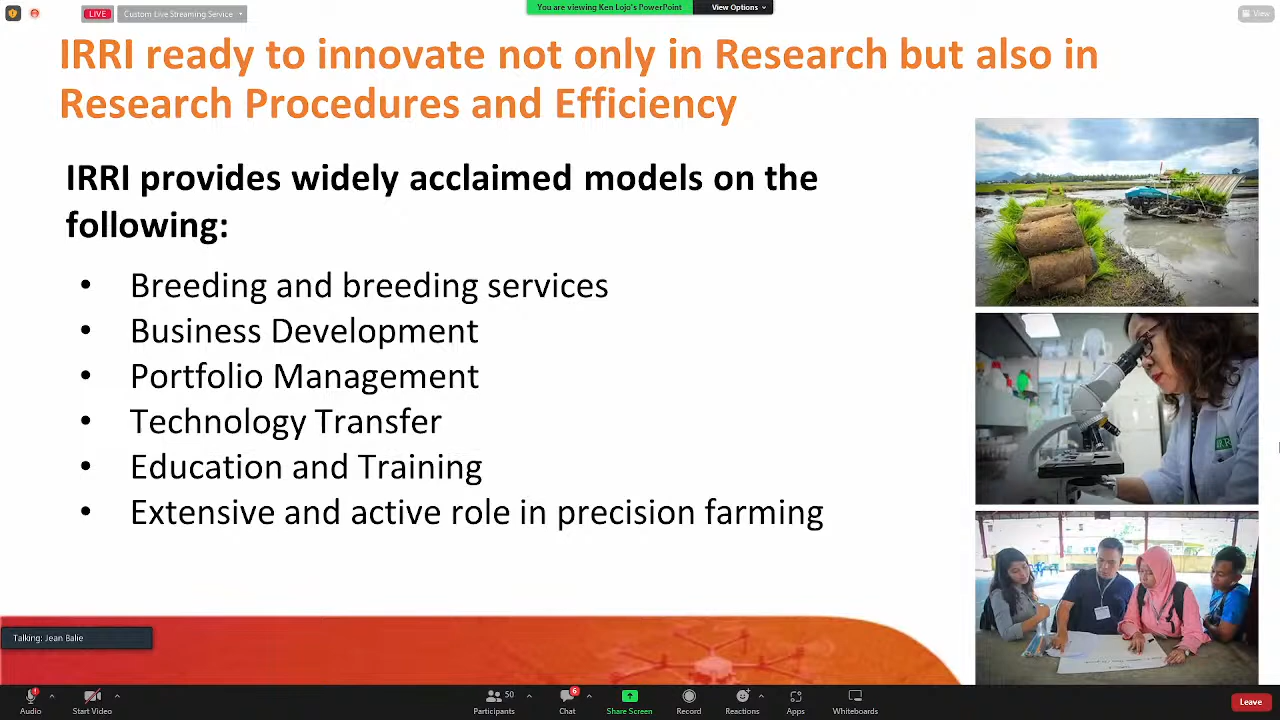 LIVE
Custom Live Streaming Service
You are viewing Ken Lojo's PowerPoint
View Options
View
IRRI ready to innovate not only in Research but also in
Research Procedures and Efficiency
IRRI provides widely acclaimed models on the
following:
• Breeding and breeding services
• Business Development
• Portfolio Management
• Technology Transfer
• Education and Training
• Extensive and active role in precision farming
IRRI
Talking: Jean Balie
Audio
Start Video
50
Participants
6
Chat
Share Screen
Record
Reactions
Apps
Whiteboards
Leave